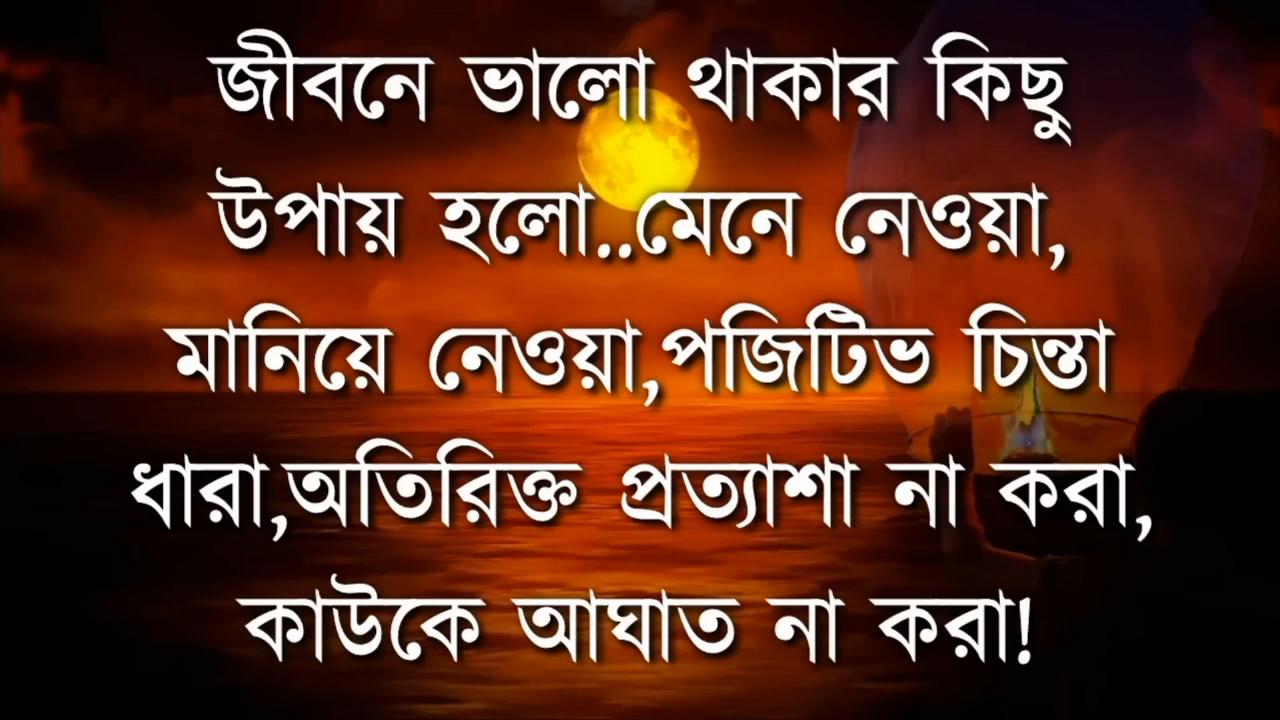 জীবনে ভালো থাকার কিছু
উপায় হলো..মেনে নেওয়া,
মানিয়ে নেওয়া,পজিটিভ চিন্তা
ধারা,অতিরিক্ত প্রত্যাশা না করা,
কাউকে আঘাত না করা!